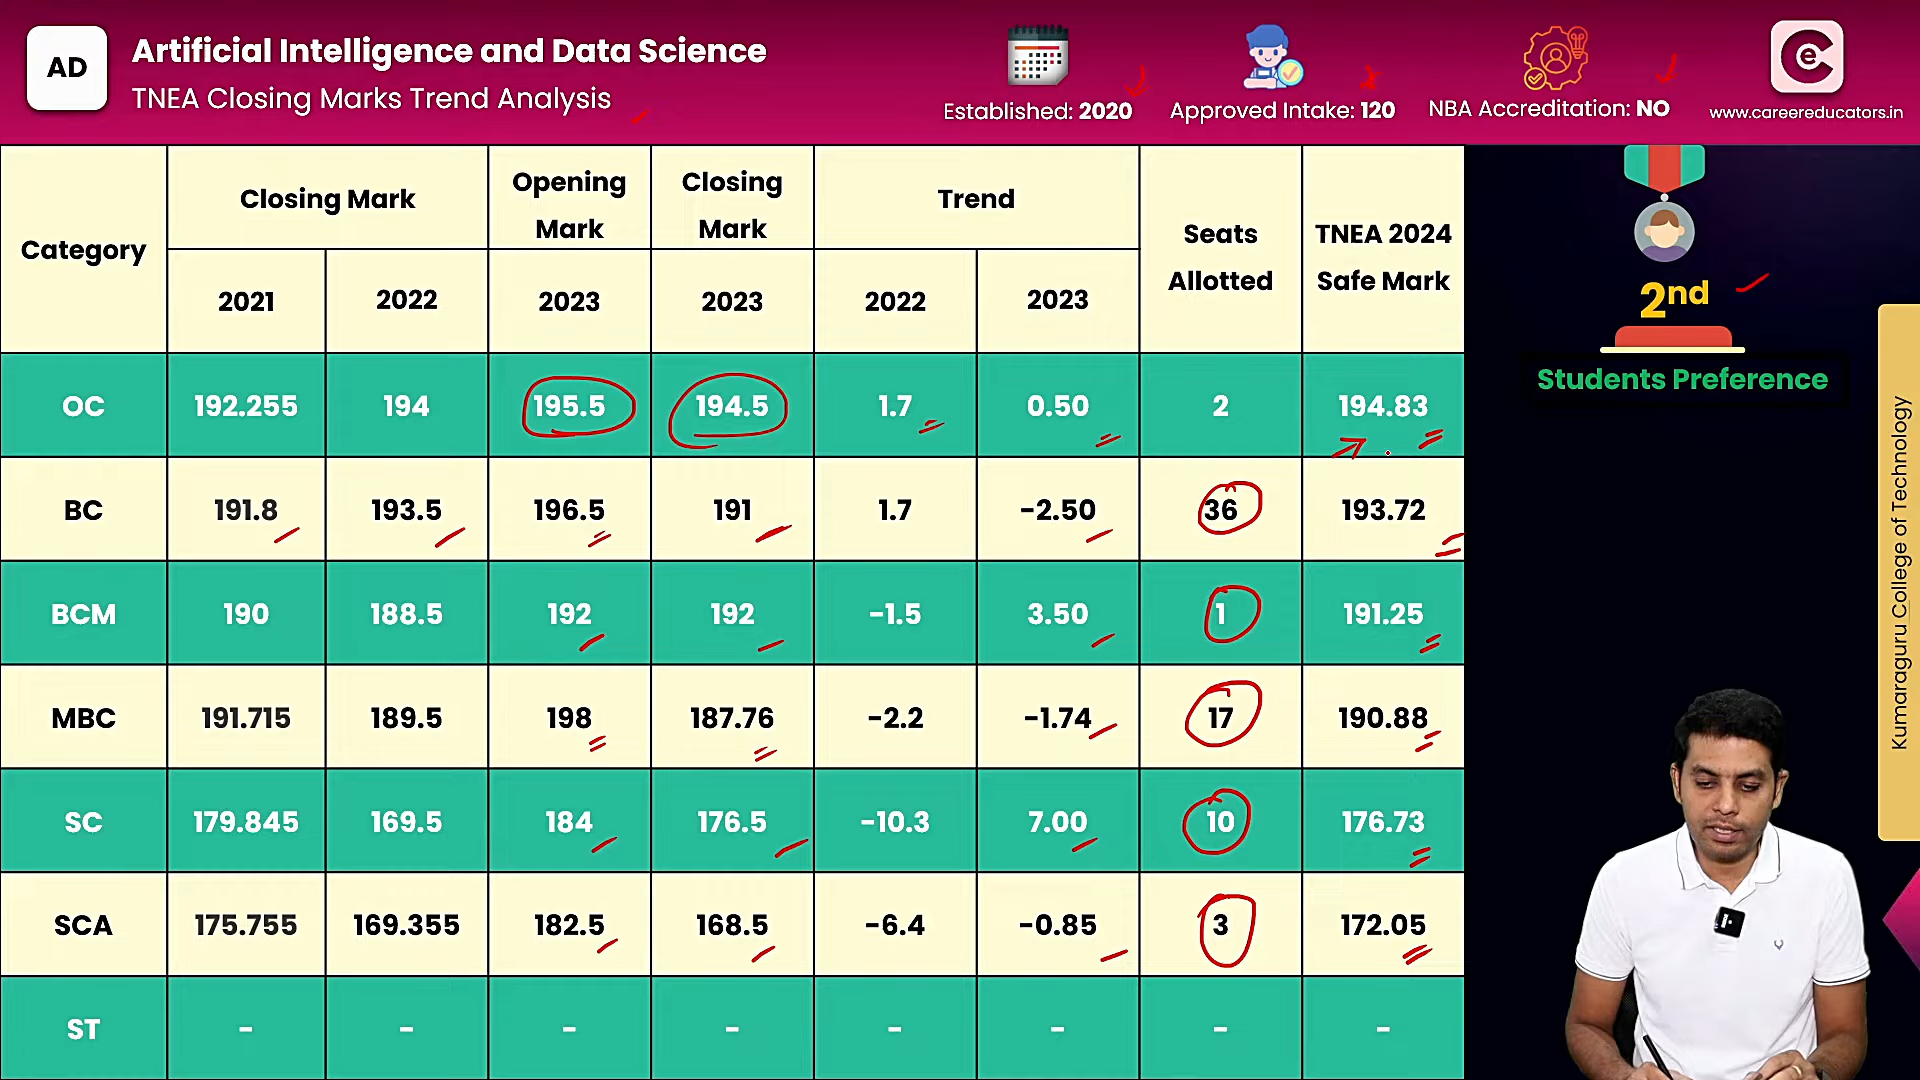 AD
Artificial Intelligence and Data Science
TNEA Closing Marks Trend Analysis
Established: 2020
Approved Intake: 120
NBA Accreditation: NO
e
www.careereducators.in
Category
Closing Mark
Opening Mark
Closing Mark
Trend
Seats Allotted
TNEA 2024 Safe Mark
2021 2022 2023 2023 2022 2023
OC 192.255 194 195.5 194.5 1.7 0.50 2 194.83
BC 191.8 193.5 196.5 191 1.7 -2.50 36 193.72
BCM 190 188.5 192 192 -1.5 3.50 1 191.25
MBC 191.715 189.5 198 187.76 -2.2 -1.74 17 190.88
SC 179.845 169.5 184 176.5 -10.3 7.00 10 176.73
SCA 175.755 169.355 182.5 168.5 -6.4 -0.85 3 172.05
ST - - - - - - - -
2nd
Students Preference
Kumaraguru College of Technology